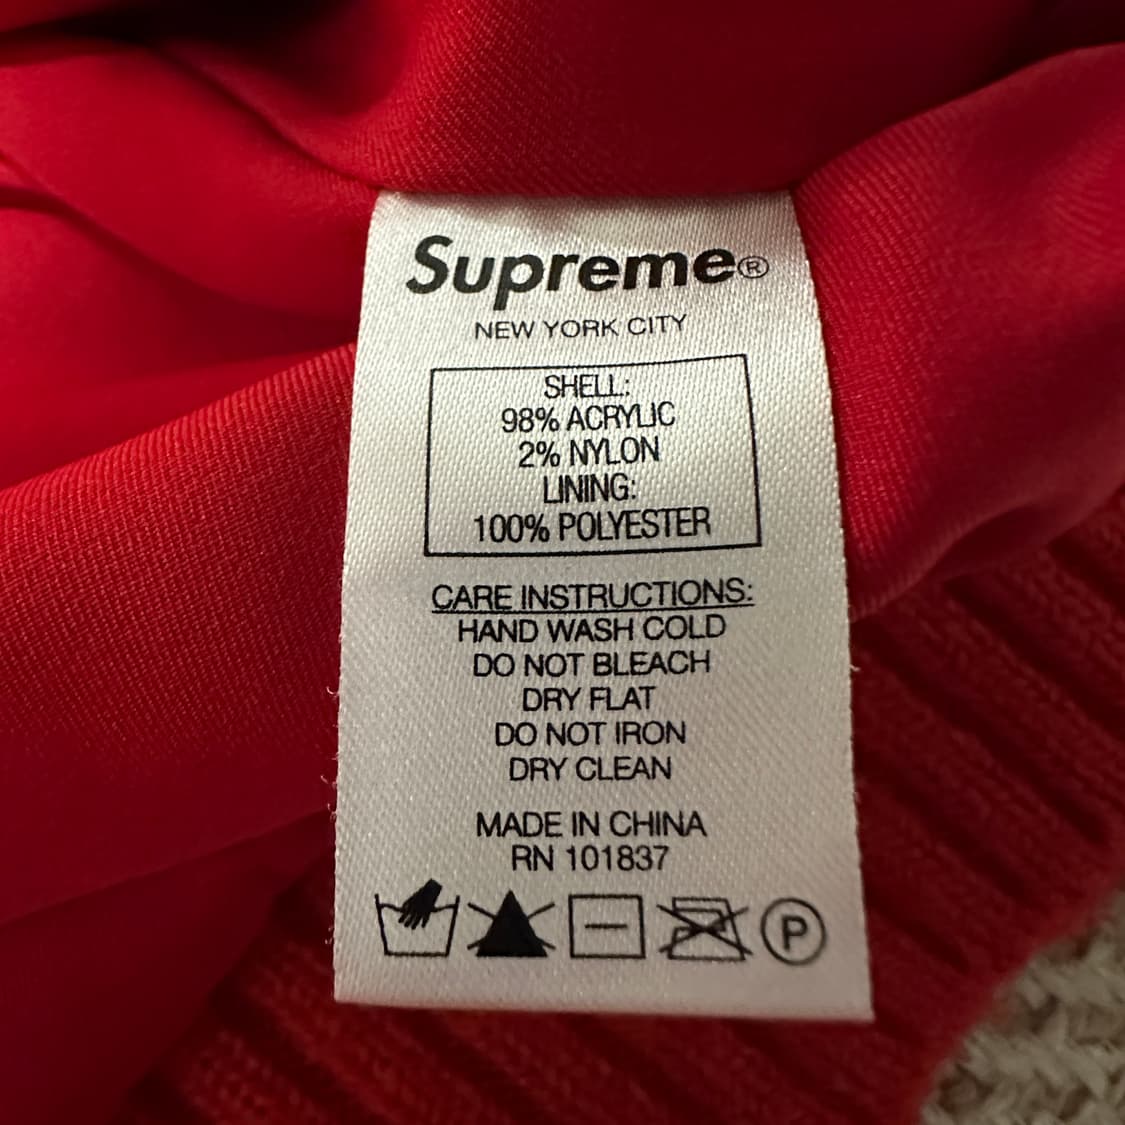 Supreme®
NEW YORK CITY
SHELL:
98% ACRYLIC
2% NYLON
LINING:
100% POLYESTER
CARE INSTRUCTIONS:
HAND WASH COLD
DO NOT BLEACH
DRY FLAT
DO NOT IRON
DRY CLEAN
MADE IN CHINA
RN 101837
P